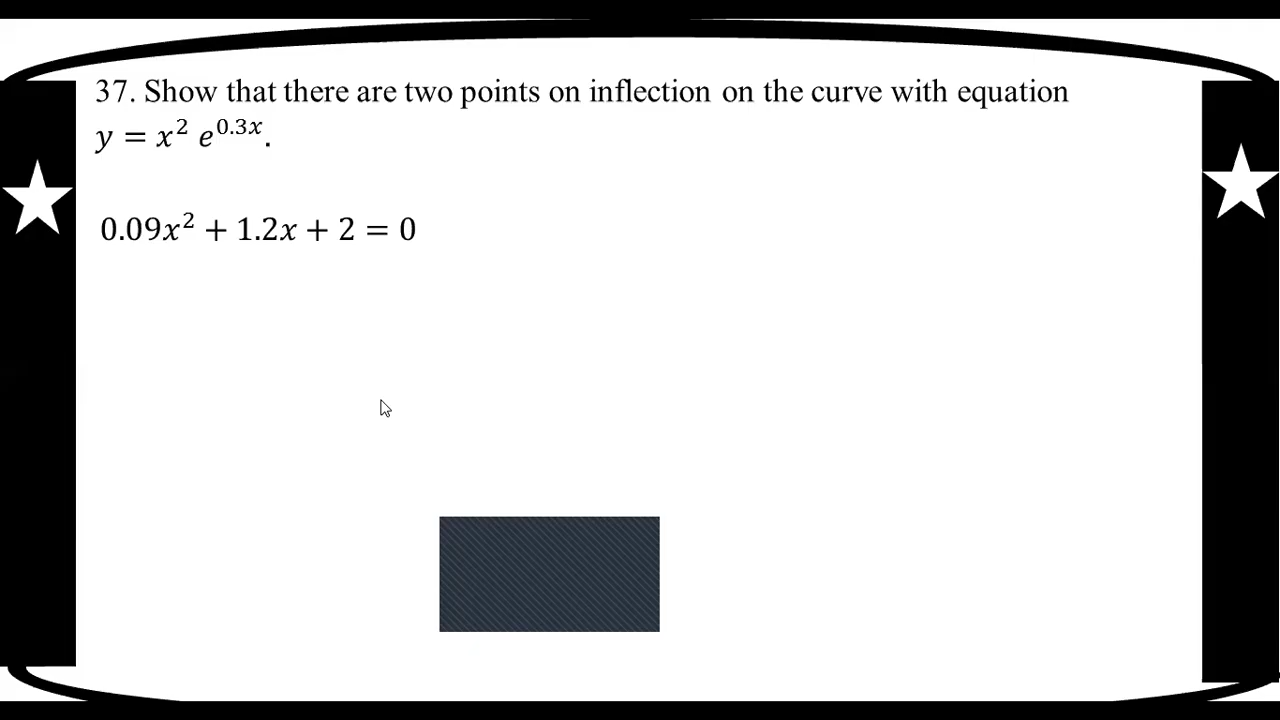 37. Show that there are two points on inflection on the curve with equation
y = x² e^{0.3x}.
0.09x² + 1.2x + 2 = 0